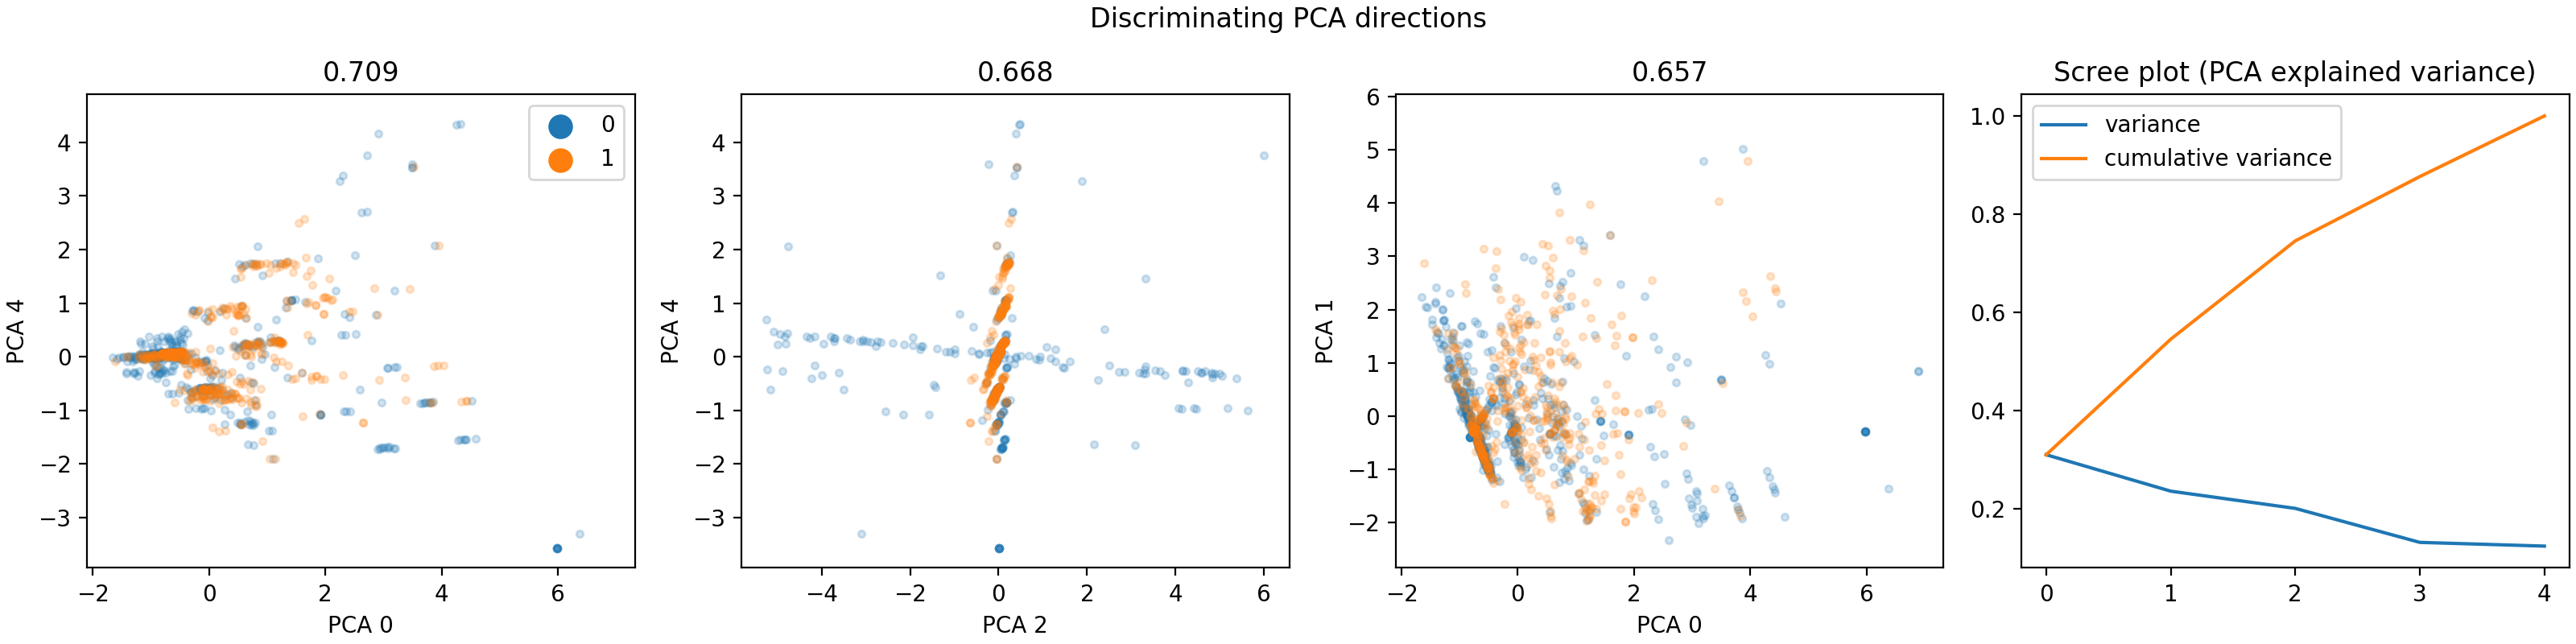 Discriminating PCA directions
0.709
0
1
4
3
2
1
0
−1
−2
−3
PCA 4
−2 0 2 4 6
PCA 0
0.668
4
3
2
1
0
−1
−2
−3
PCA 4
−4 −2 0 2 4 6
PCA 2
0.657
6
5
4
3
2
1
0
−1
−2
PCA 1
−2 0 2 4 6
PCA 0
Scree plot (PCA explained variance)
variance
cumulative variance
1.0
0.8
0.6
0.4
0.2
0 1 2 3 4